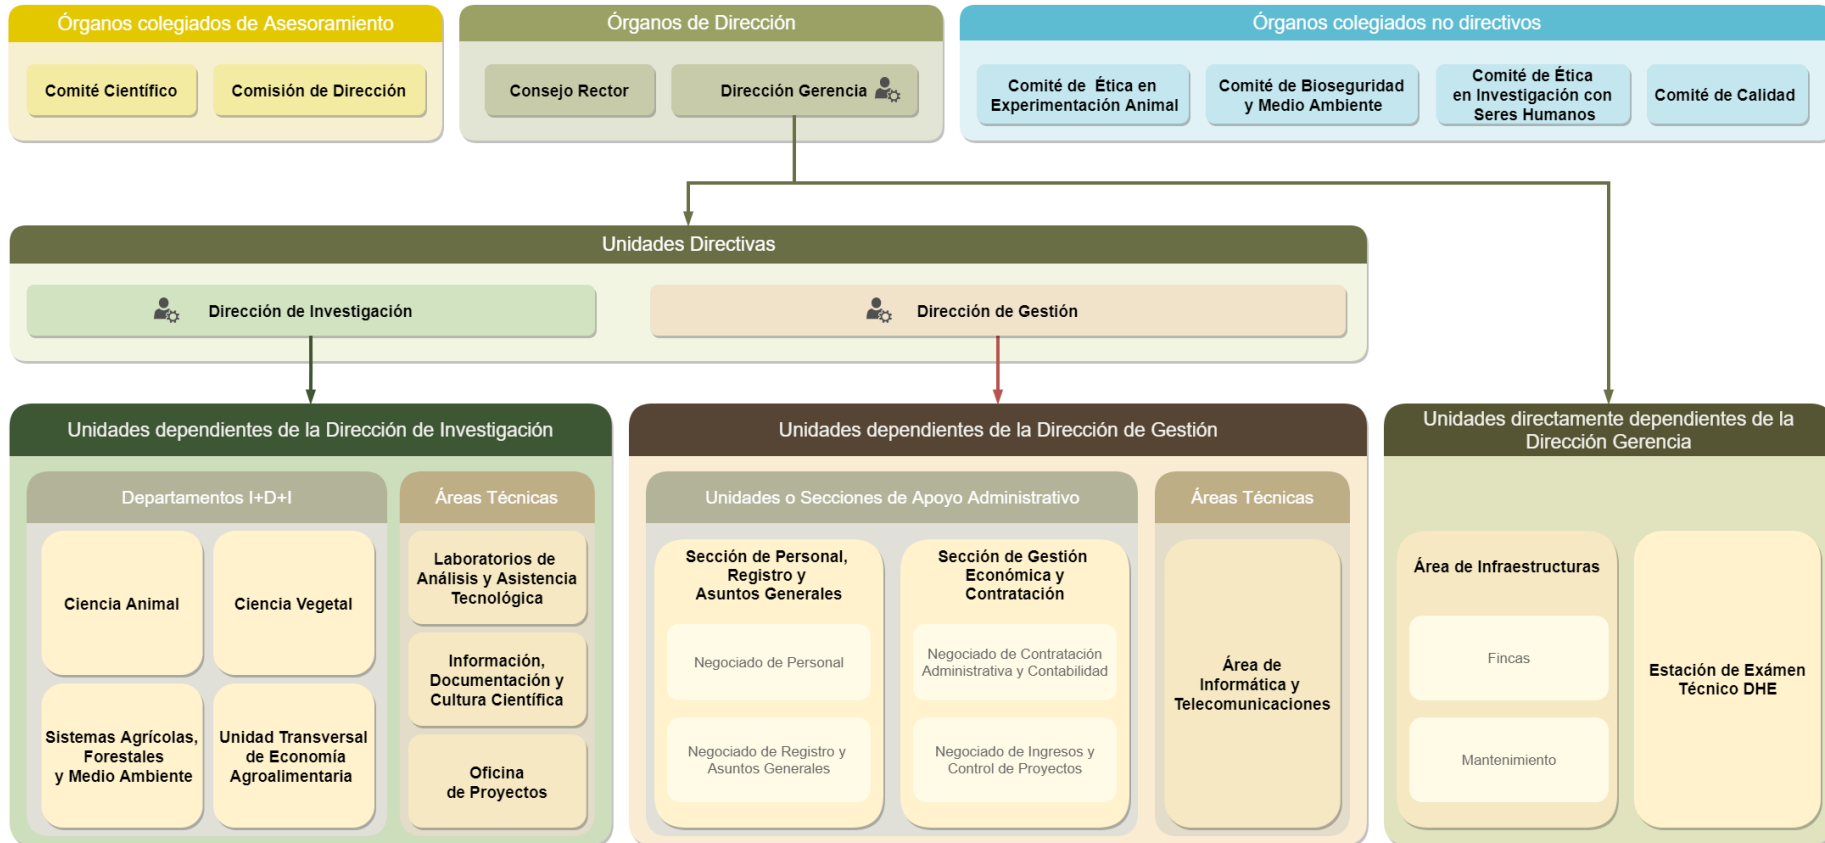 Órganos colegiados de Asesoramiento
Comité Científico
Comisión de Dirección
Órganos de Dirección
Consejo Rector
Dirección Gerencia
Órganos colegiados no directivos
Comité de Ética en
Experimentación Animal
Comité de Bioseguridad
y Medio Ambiente
Comité de Ética
en Investigación con
Seres Humanos
Comité de Calidad
Unidades Directivas
Dirección de Investigación
Dirección de Gestión
Unidades dependientes de la Dirección de Investigación
Departamentos I+D+I
Ciencia Animal
Ciencia Vegetal
Sistemas Agrícolas,
Forestales
y Medio Ambiente
Unidad Transversal
de Economía
Agroalimentaria
Áreas Técnicas
Laboratorios de
Análisis y Asistencia
Tecnológica
Información,
Documentación y
Cultura Científica
Oficina
de Proyectos
Unidades dependientes de la Dirección de Gestión
Unidades o Secciones de Apoyo Administrativo
Sección de Personal,
Registro y
Asuntos Generales
Negociado de Personal
Negociado de Registro y
Asuntos Generales
Sección de Gestión
Económica y
Contratación
Negociado de Contratación
Administrativa y Contabilidad
Negociado de Ingresos y
Control de Proyectos
Áreas Técnicas
Área de
Informática y
Telecomunicaciones
Unidades directamente dependientes de la
Dirección Gerencia
Área de Infraestructuras
Fincas
Mantenimiento
Estación de Exámen
Técnico DHE